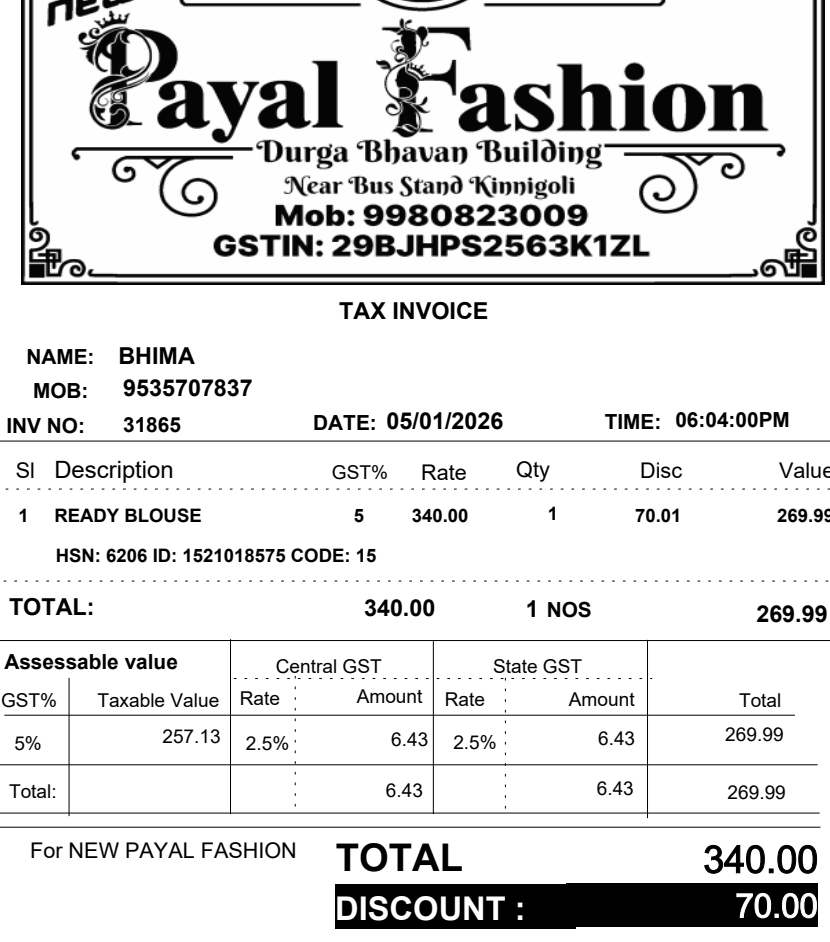 new
Payal Fashion
Durga Bhavan Building
Near Bus Stand Kinnigoli
Mob: 9980823009
GSTIN: 29BJHPS2563K1ZL
TAX INVOICE
NAME: BHIMA
MOB: 9535707837
INV NO: 31865 DATE: 05/01/2026 TIME: 06:04:00PM
Sl Description GST% Rate Qty Disc Value
1 READY BLOUSE 5 340.00 1 70.01 269.99
HSN: 6206 ID: 1521018575 CODE: 15
TOTAL: 340.00 1 NOS 269.99
Assessable value Central GST State GST
GST% Taxable Value Rate Amount Rate Amount Total
5% 257.13 2.5% 6.43 2.5% 6.43 269.99
Total: 6.43 6.43 269.99
For NEW PAYAL FASHION TOTAL 340.00
DISCOUNT : 70.00